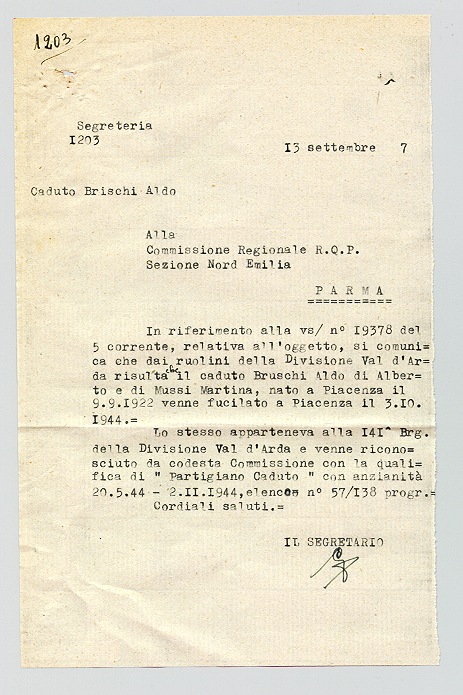 1203
Segreteria
I203
I3 settembre 7
Caduto Brischi Aldo
Alla
Commissione Regionale R.Q.P.
Sezione Nord Emilia
P A R M A
===========
In riferimento alla vs/ n° I9378 del
5 corrente, relativa all'oggetto, si comuni=
ca che dai ruolini della Divisione Val d'Ar=
da risulta che il caduto Bruschi Aldo di Alber=
to e di Mussi Martina, nato a Piacenza il
9.9.I922 venne fucilato a Piacenza il 3.IO.
I944.=
Lo stesso apparteneva alla I4I^ Brg.
della Divisione Val d'Arda e venne ricono=
sciuto da codesta Commissione con la quali=
fica di " Partigiano Caduto " con anzianità
20.5.44 - 2.II.I944, elenco n° 57/I38 progr.=
Cordiali saluti.=
IL SEGRETARIO